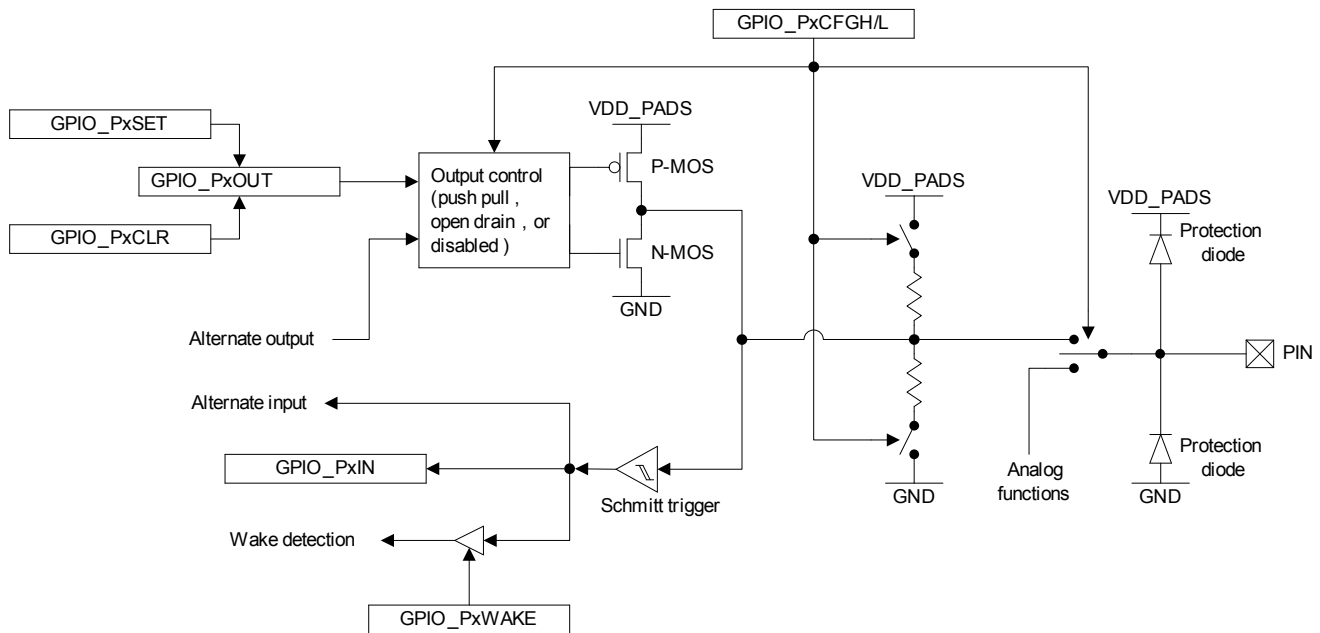 GPIO_PxCFGH/L
GPIO_PxSET
VDD_PADS
GPIO_PxOUT
Output control
(push pull ,
open drain , or
disabled )
P-MOS
VDD_PADS
VDD_PADS
GPIO_PxCLR
N-MOS
Protection
diode
GND
Alternate output
PIN
Alternate input
GPIO_PxIN
Schmitt trigger
Analog
functions
Protection
diode
GND
GND
Wake detection
GPIO_PxWAKE